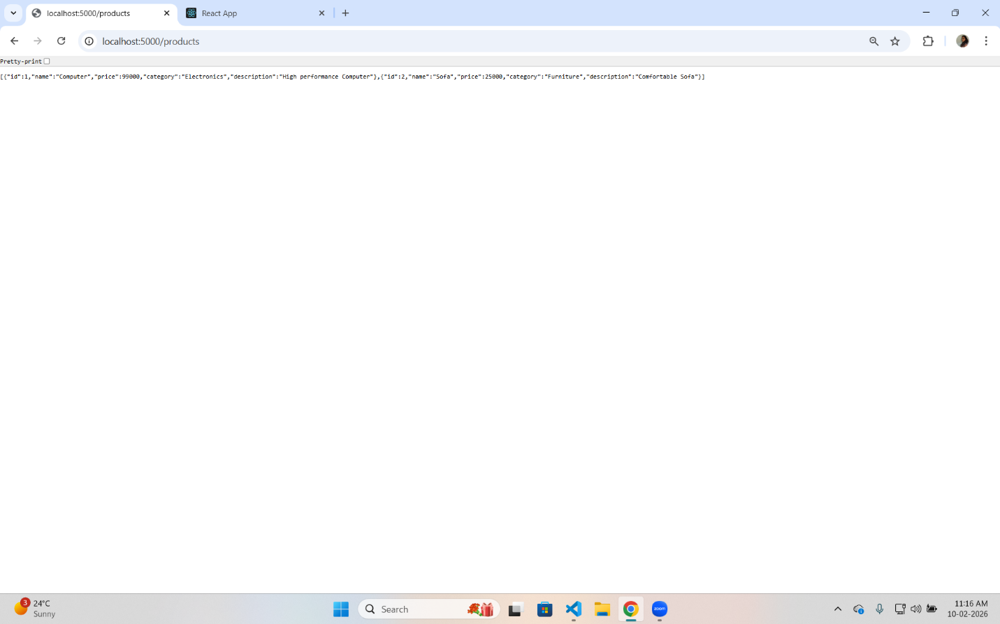 localhost:5000/products
React App
localhost:5000/products
Pretty-print
[{"id":1,"name":"Computer","price":99000,"category":"Electronics","description":"High performance Computer"},{"id":2,"name":"Sofa","price":25000,"category":"Furniture","description":"Comfortable Sofa"}]
3
24°C
Sunny
Search
zoom
11:16 AM
10-02-2026